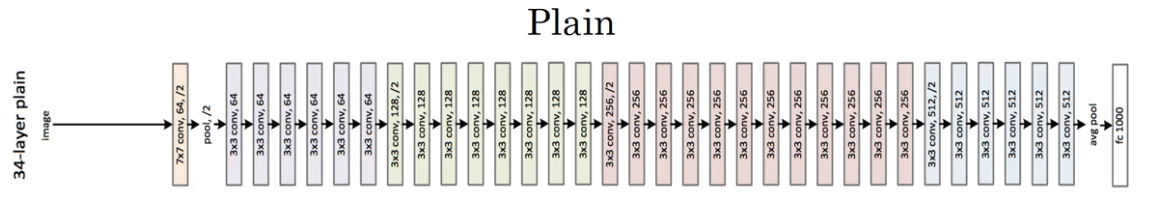 Plain
34-layer plain
image
7x7 conv, 64, /2
pool, /2
3x3 conv, 64
3x3 conv, 64
3x3 conv, 64
3x3 conv, 64
3x3 conv, 64
3x3 conv, 64
3x3 conv, 128, /2
3x3 conv, 128
3x3 conv, 128
3x3 conv, 128
3x3 conv, 128
3x3 conv, 128
3x3 conv, 128
3x3 conv, 128
3x3 conv, 256, /2
3x3 conv, 256
3x3 conv, 256
3x3 conv, 256
3x3 conv, 256
3x3 conv, 256
3x3 conv, 256
3x3 conv, 256
3x3 conv, 256
3x3 conv, 256
3x3 conv, 256
3x3 conv, 256
3x3 conv, 512, /2
3x3 conv, 512
3x3 conv, 512
3x3 conv, 512
3x3 conv, 512
3x3 conv, 512
avg pool
fc 1000